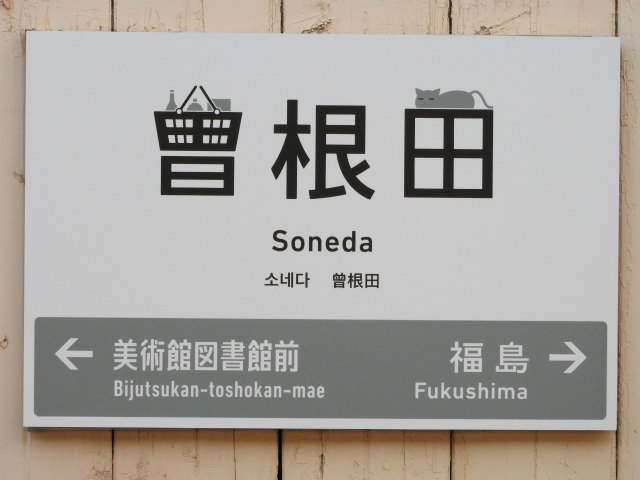 曽根田
Soneda
소네다 曽根田
← 美術館図書館前 福島 →
Bijutsukan-toshokan-mae Fukushima